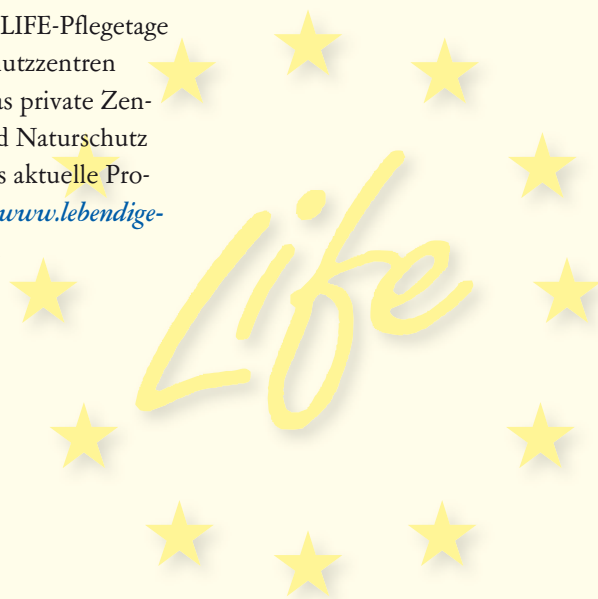 LIFE-Pflegetage
utzzentren
as private Zen-
d Naturschutz
s aktuelle Pro-
www.lebendige-
Life